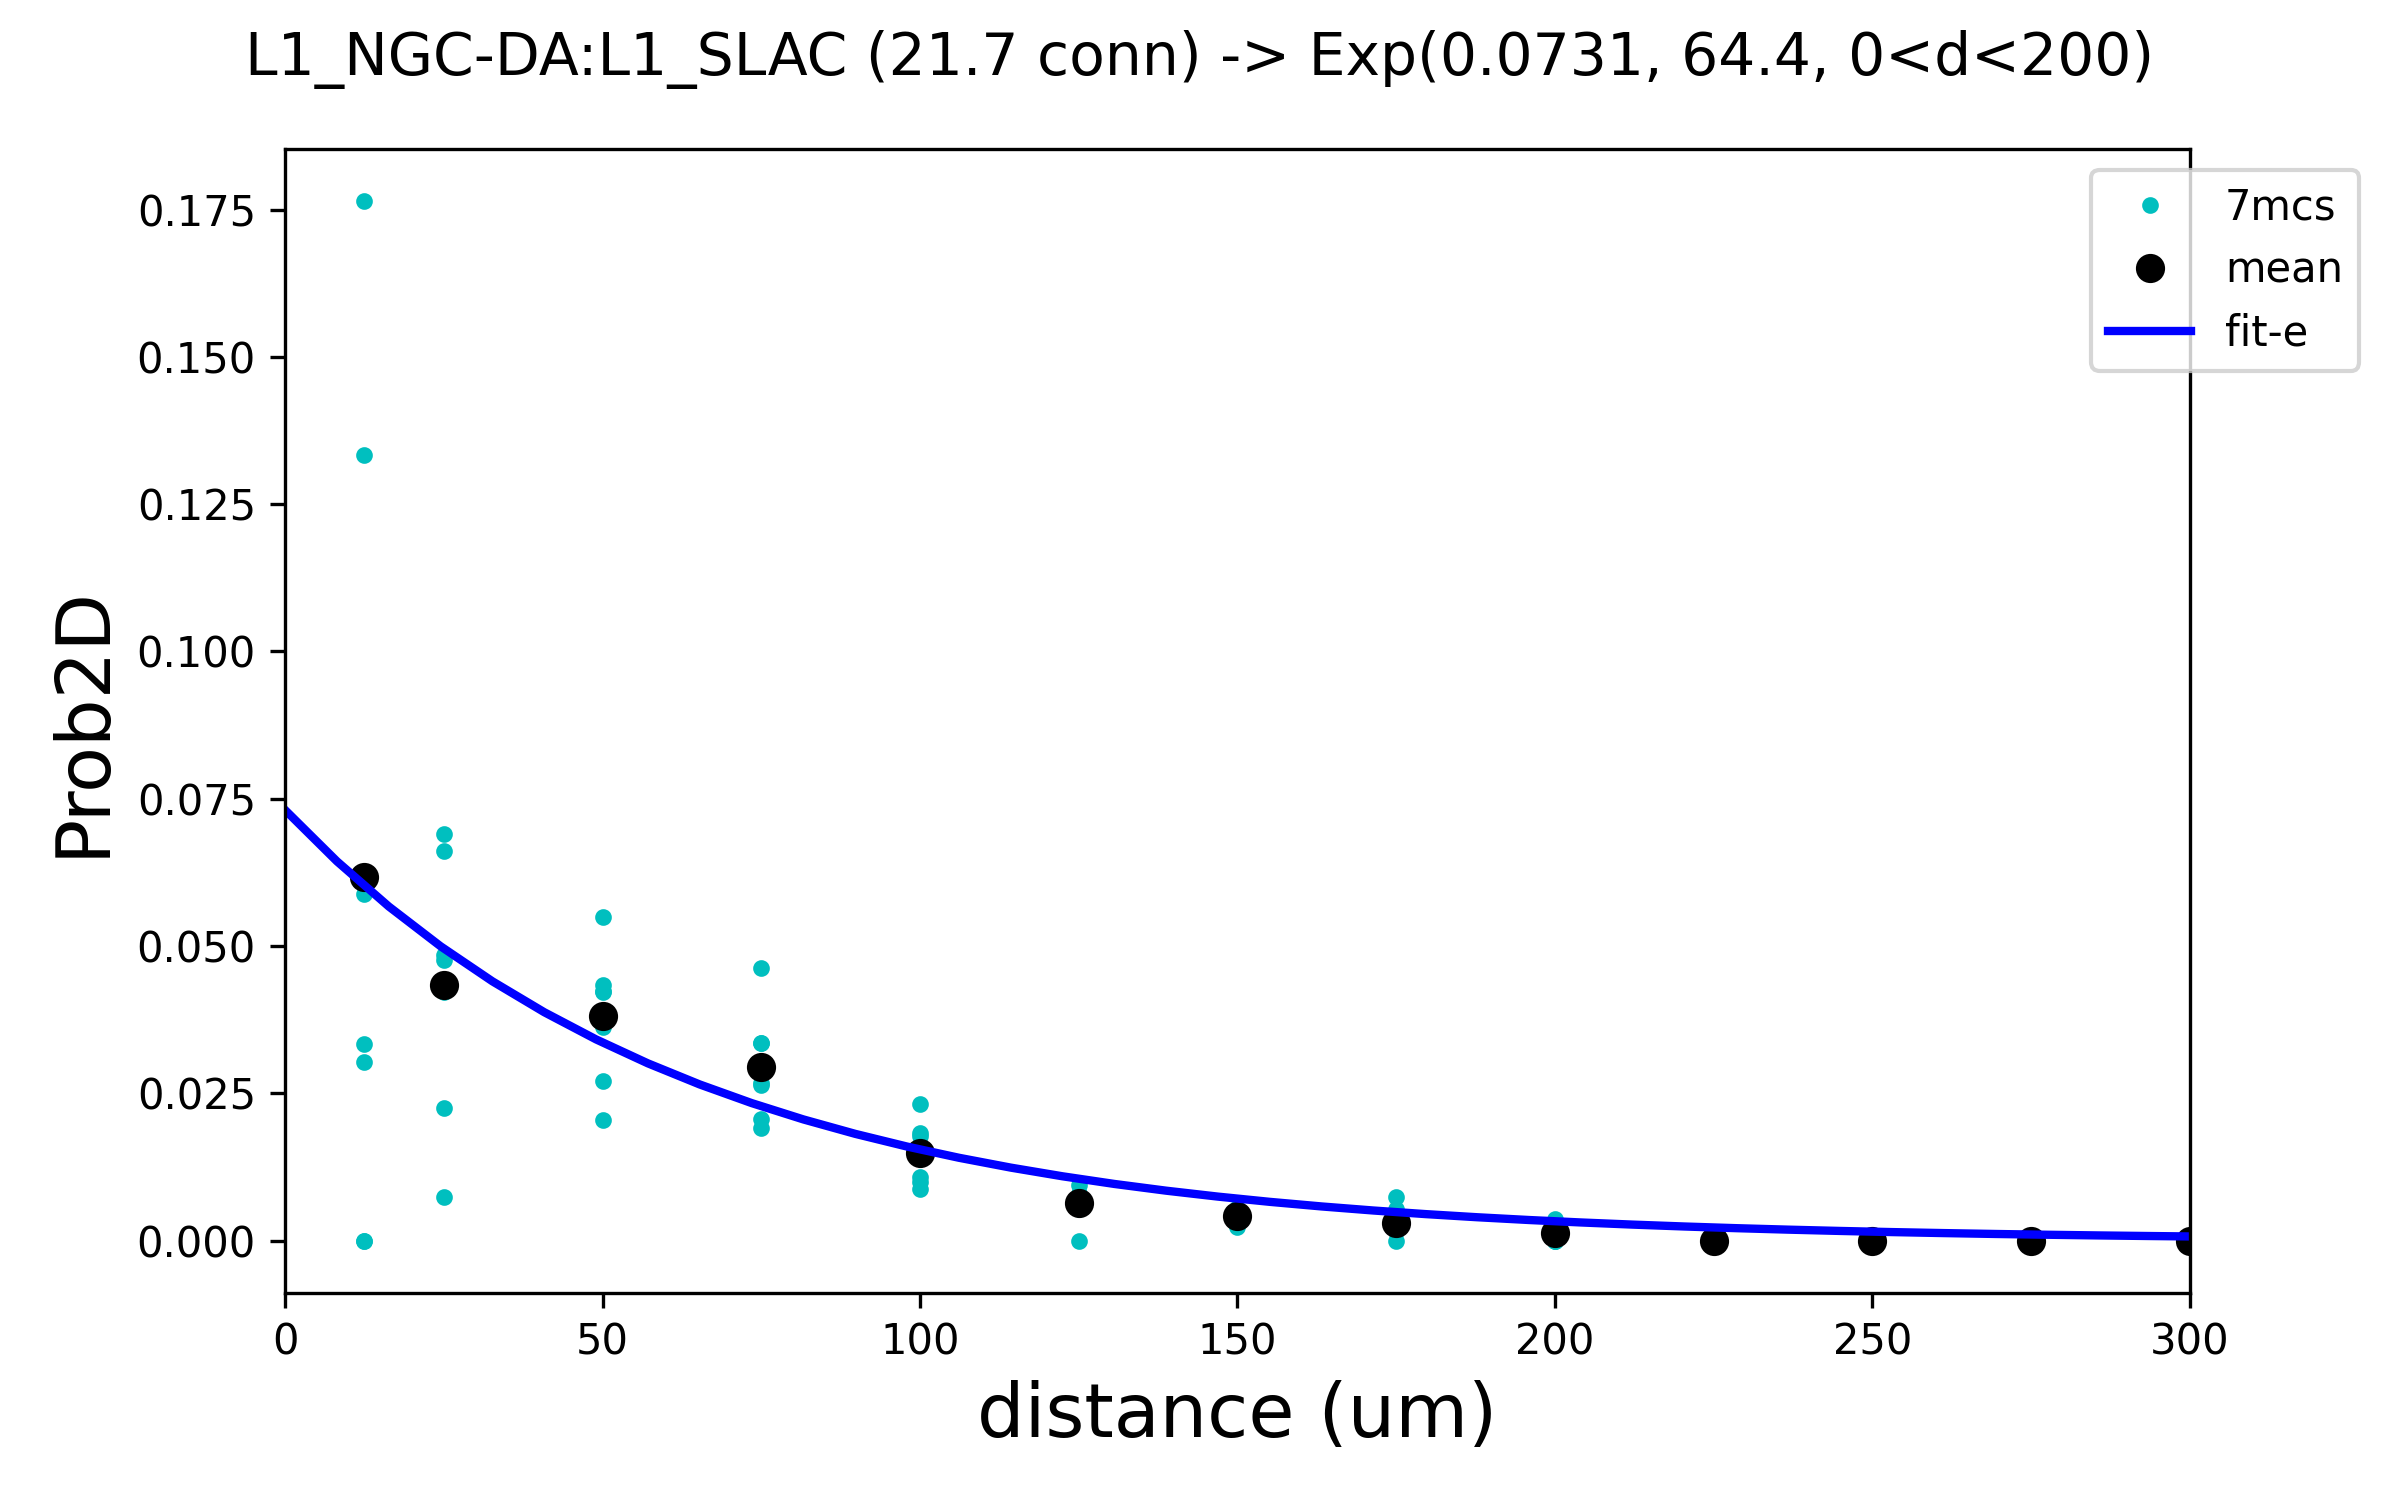 L1_NGC-DA:L1_SLAC (21.7 conn) -> Exp(0.0731, 64.4, 0<d<200)
7mcs
mean
fit-e
Prob2D
0.175
0.150
0.125
0.100
0.075
0.050
0.025
0.000
0 50 100 150 200 250 300
distance (um)